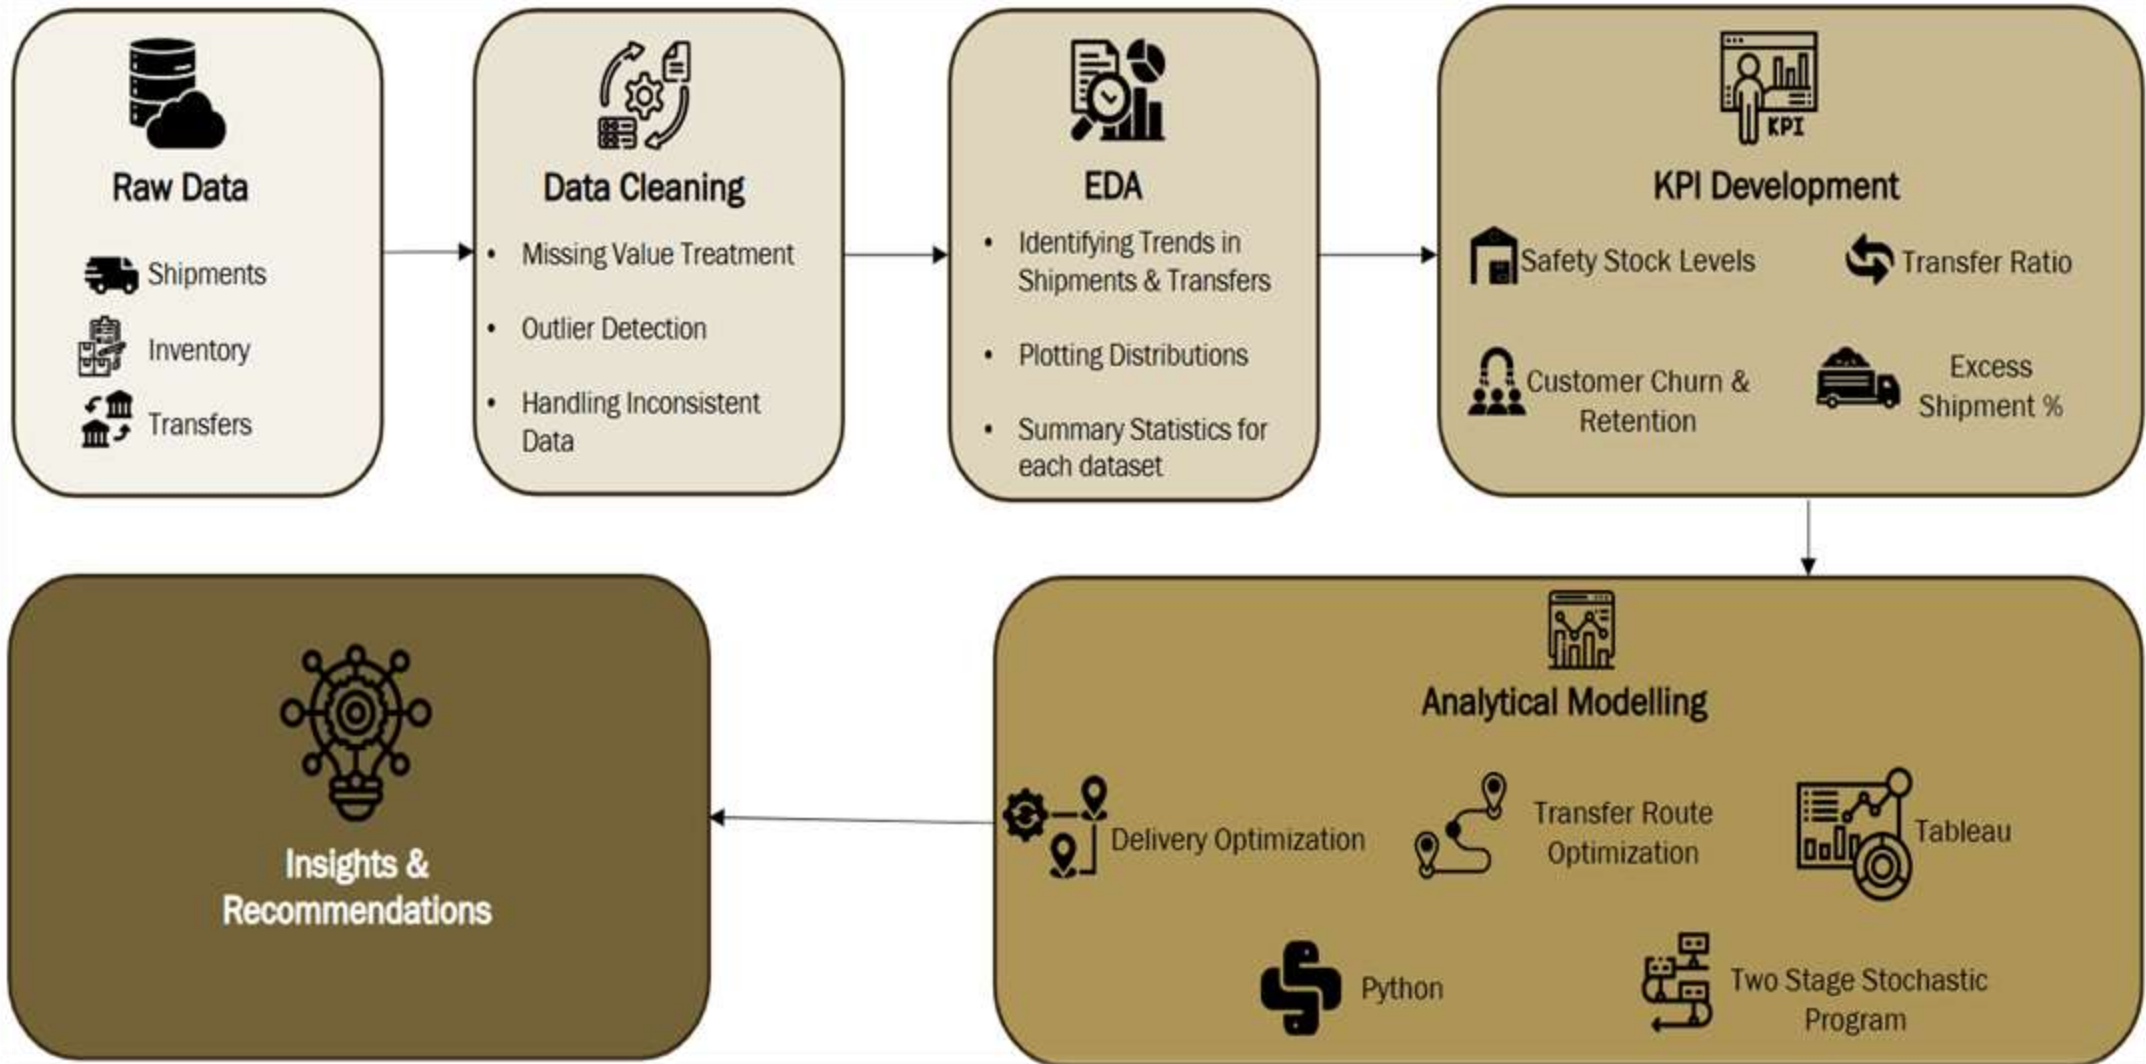 Raw Data
Shipments
Inventory
Transfers
Data Cleaning
• Missing Value Treatment
• Outlier Detection
• Handling Inconsistent
Data
EDA
• Identifying Trends in
Shipments & Transfers
• Plotting Distributions
• Summary Statistics for
each dataset
KPI
KPI Development
Safety Stock Levels
Transfer Ratio
Customer Churn &
Retention
Excess
Shipment %
Analytical Modelling
Delivery Optimization
Transfer Route
Optimization
Tableau
Python
Two Stage Stochastic
Program
Insights &
Recommendations